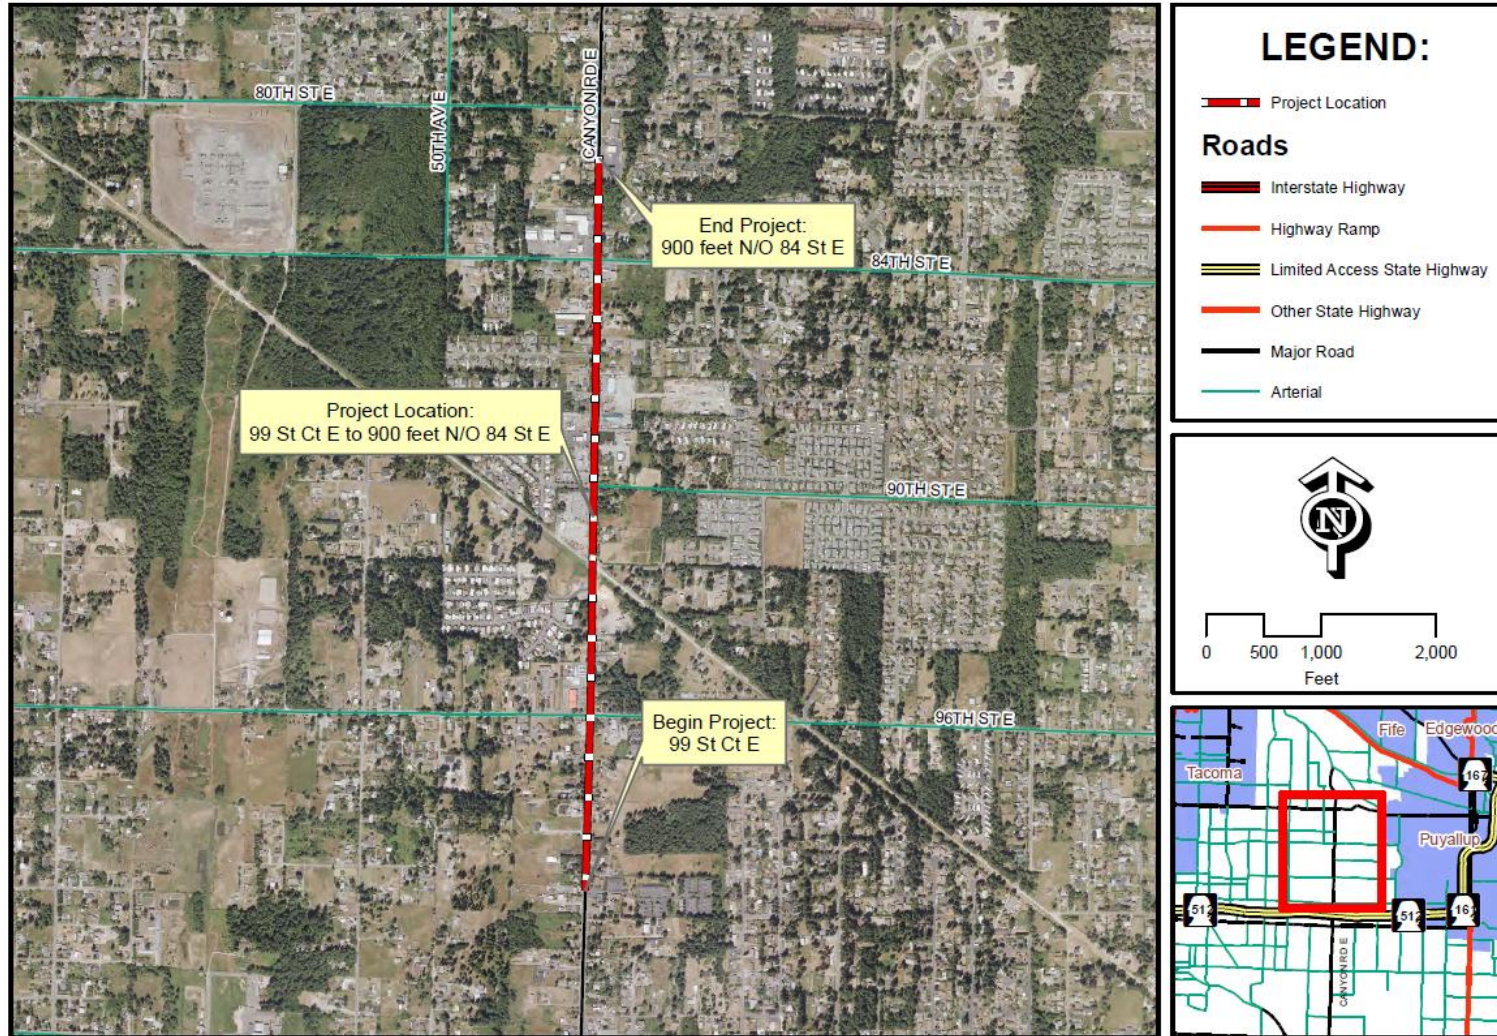 80TH ST E
50TH AV E
CANYON RD E
End Project:
900 feet N/O 84 St E
84TH ST E
Project Location:
99 St Ct E to 900 feet N/O 84 St E
90TH ST E
Begin Project:
99 St Ct E
96TH ST E
LEGEND:
Project Location
Roads
Interstate Highway
Highway Ramp
Limited Access State Highway
Other State Highway
Major Road
Arterial
N
0 500 1,000 2,000
Feet
Fife Edgewood
Tacoma
167
Puyallup
512
512
CANYON RD E